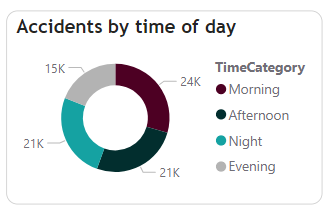 Accidents by time of day
15K
24K
21K
21K
TimeCategory
Morning
Afternoon
Night
Evening